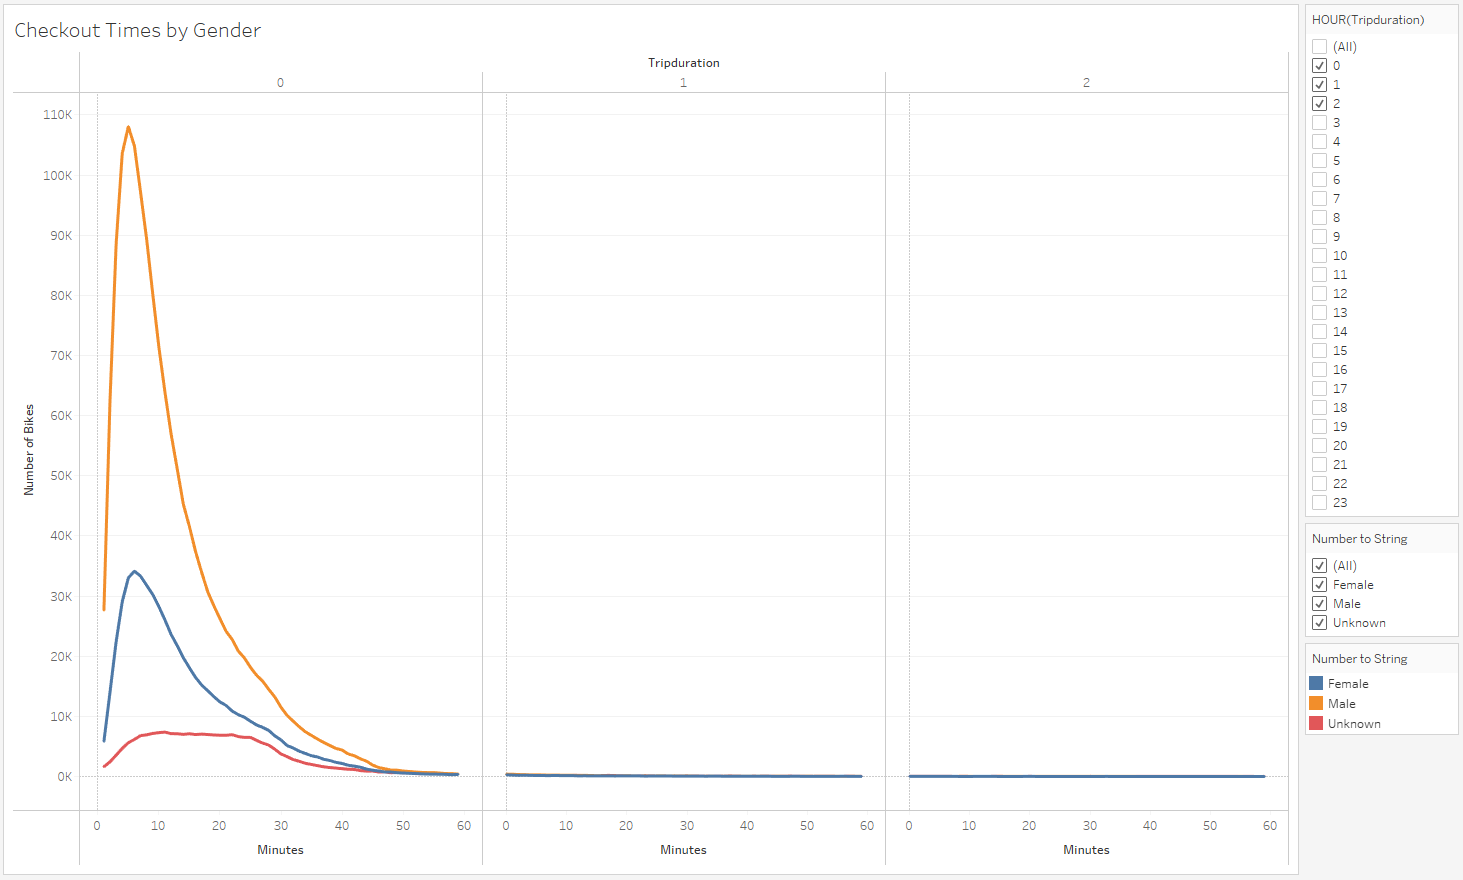 Checkout Times by Gender
Tripduration
0 1 2
110K
100K
90K
80K
70K
60K
50K
40K
30K
20K
10K
0K
Number of Bikes
0 10 20 30 40 50 60 0 10 20 30 40 50 60 0 10 20 30 40 50 60
Minutes Minutes Minutes
HOUR(Tripduration)
(All)
0
1
2
3
4
5
6
7
8
9
10
11
12
13
14
15
16
17
18
19
20
21
22
23
Number to String
(All)
Female
Male
Unknown
Number to String
Female
Male
Unknown